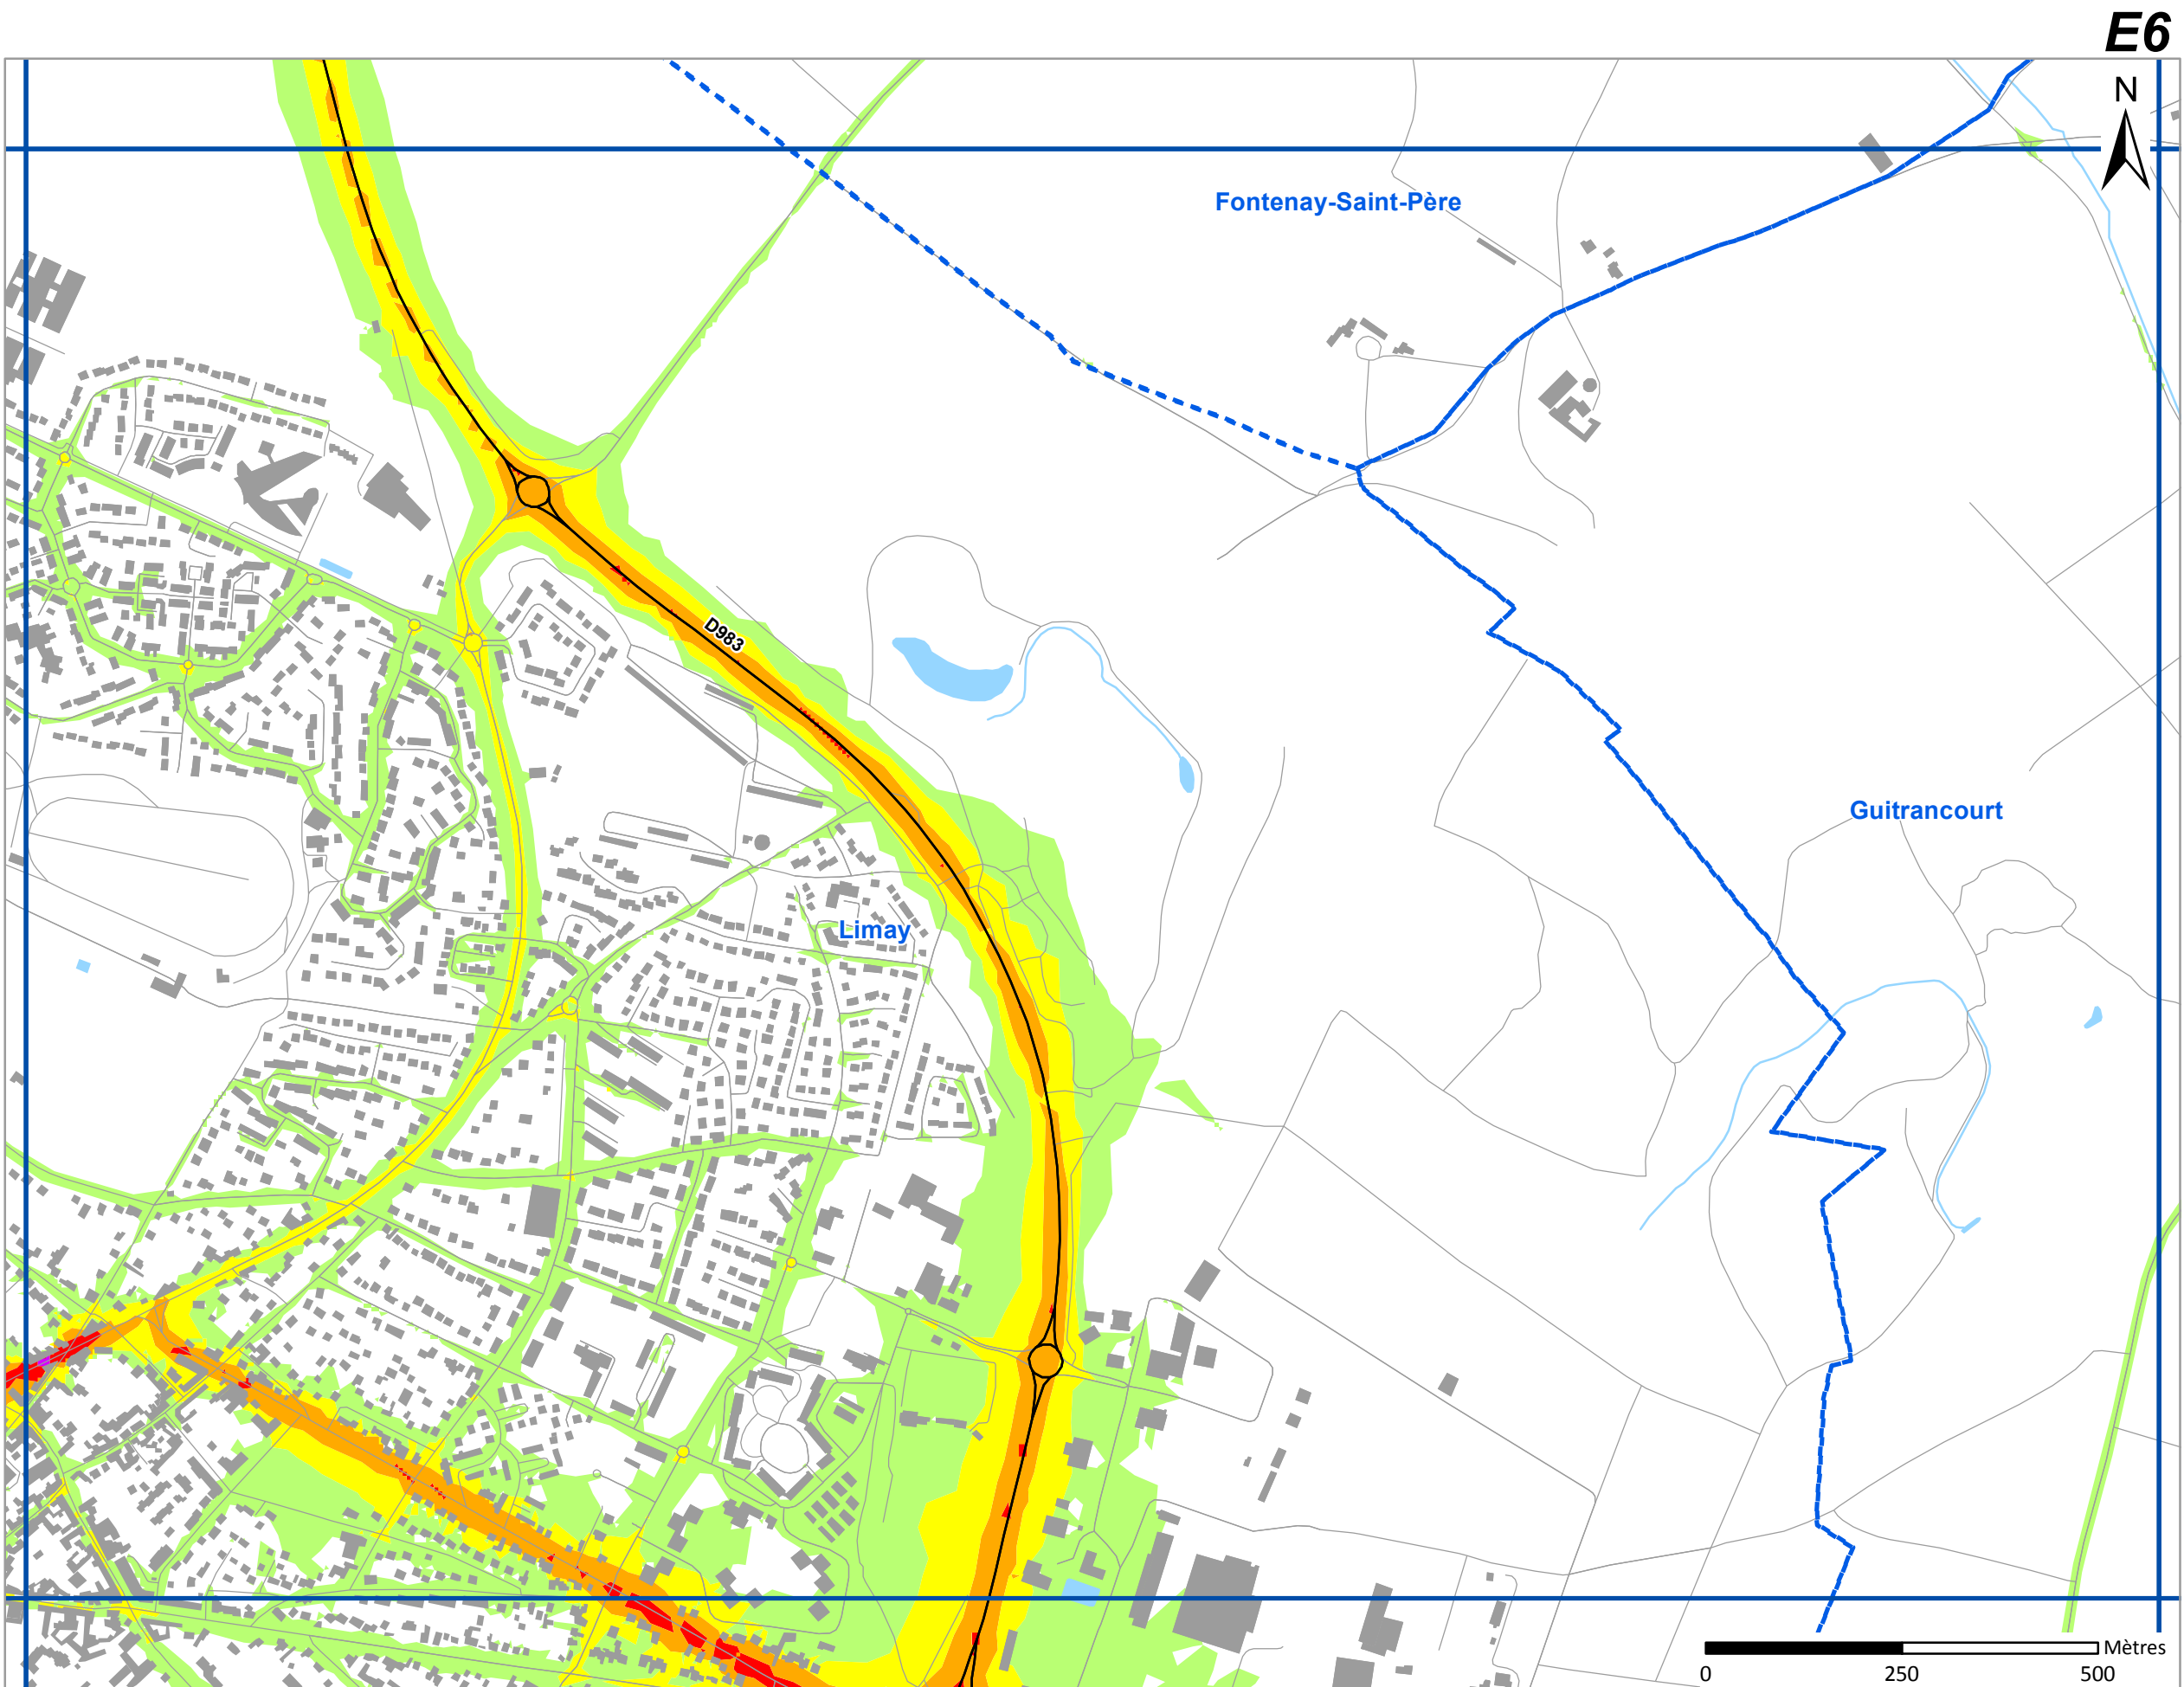 E6
N
Fontenay-Saint-Père
D983
Guitrancourt
Limay
Mètres
0 250 500